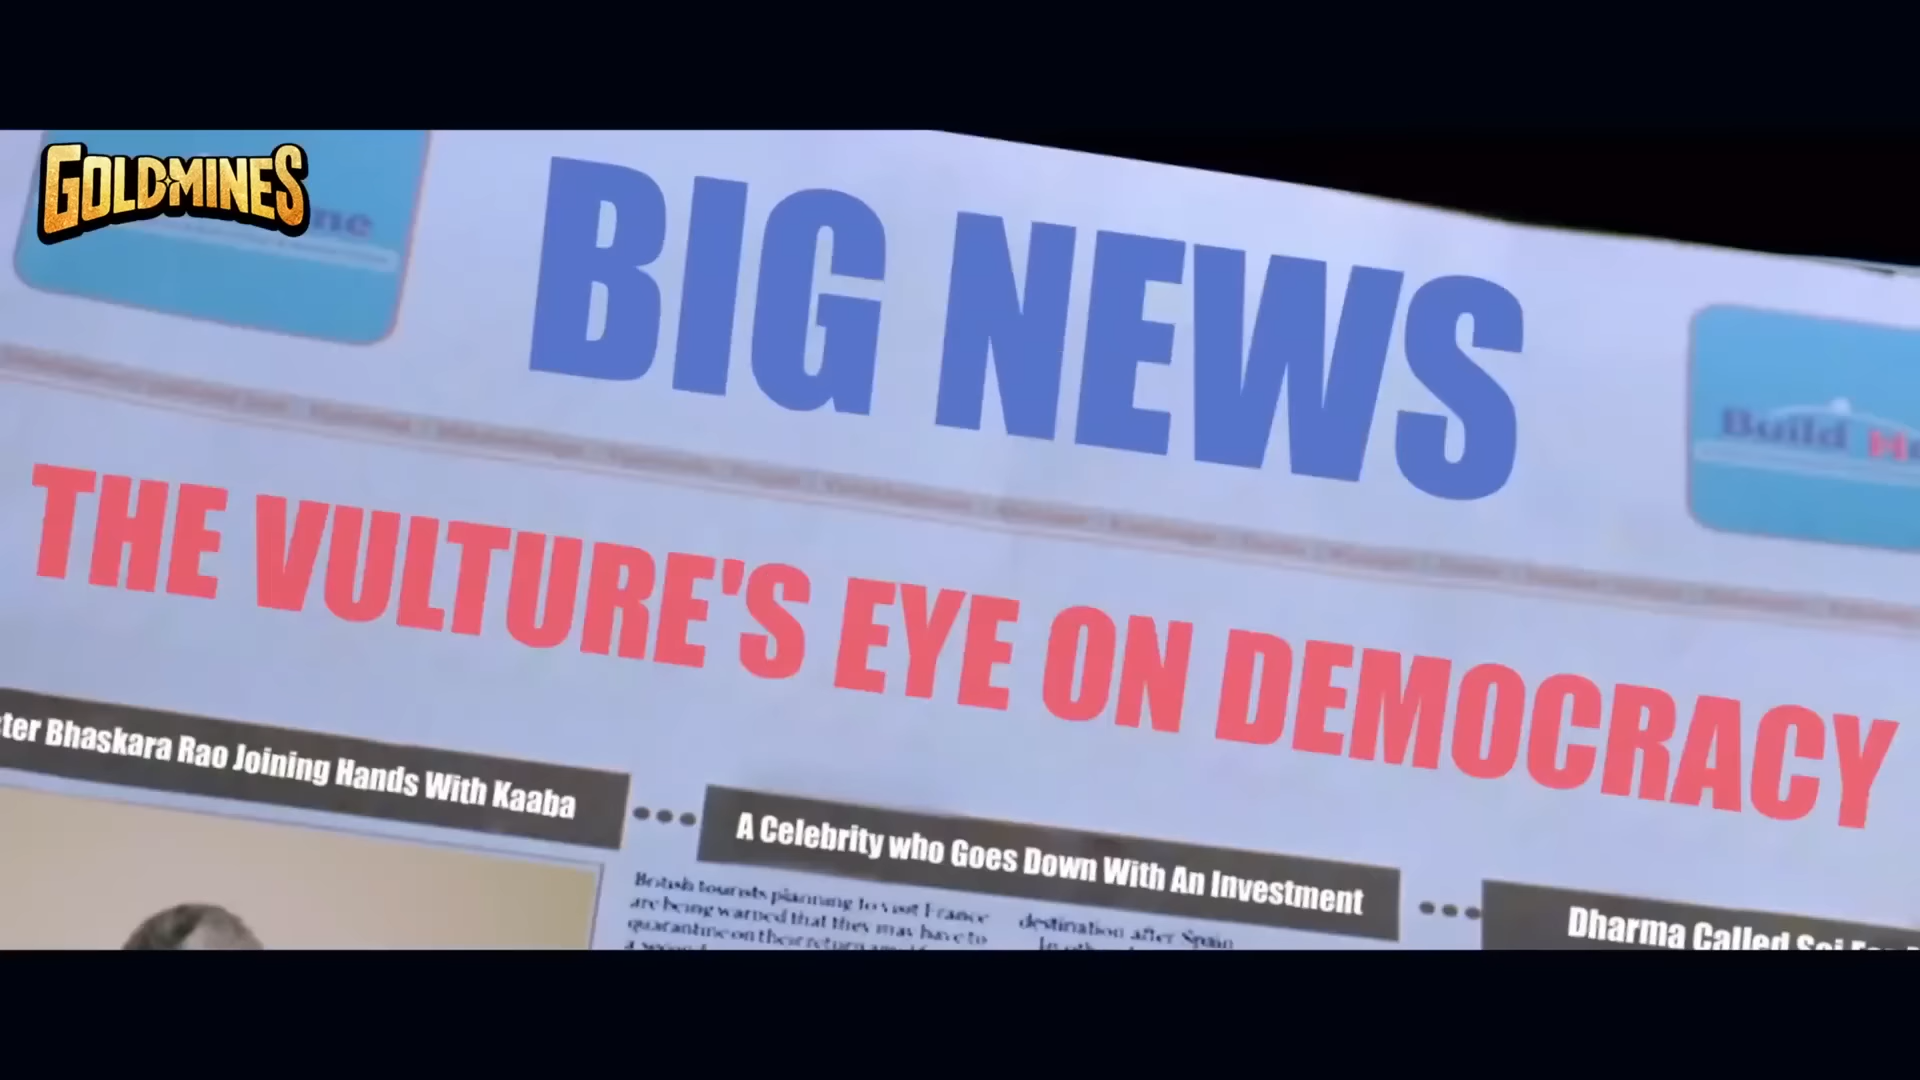 GOLDMINES
BIG NEWS
Build
THE VULTURE'S EYE ON DEMOCRACY
Bhaskara Rao Joining Hands With Kaaba
A Celebrity who Goes Down With An Investment
Dharma Called
British tourists planning to visit France
are being warned that they may have to
quarantine on their return
destination after Spain